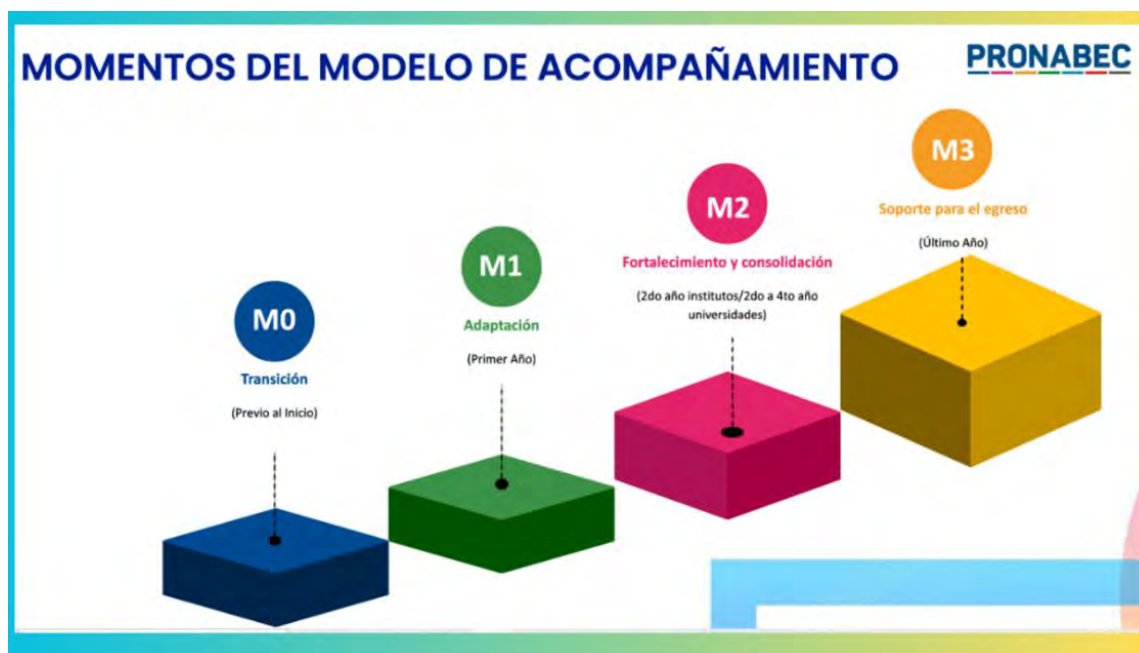 MOMENTOS DEL MODELO DE ACOMPAÑAMIENTO
PRONABEC
M0
Transición
(Previo al Inicio)
M1
Adaptación
(Primer Año)
M2
Fortalecimiento y consolidación
(2do año institutos/2do a 4to año
universidades)
M3
Soporte para el egreso
(Último Año)